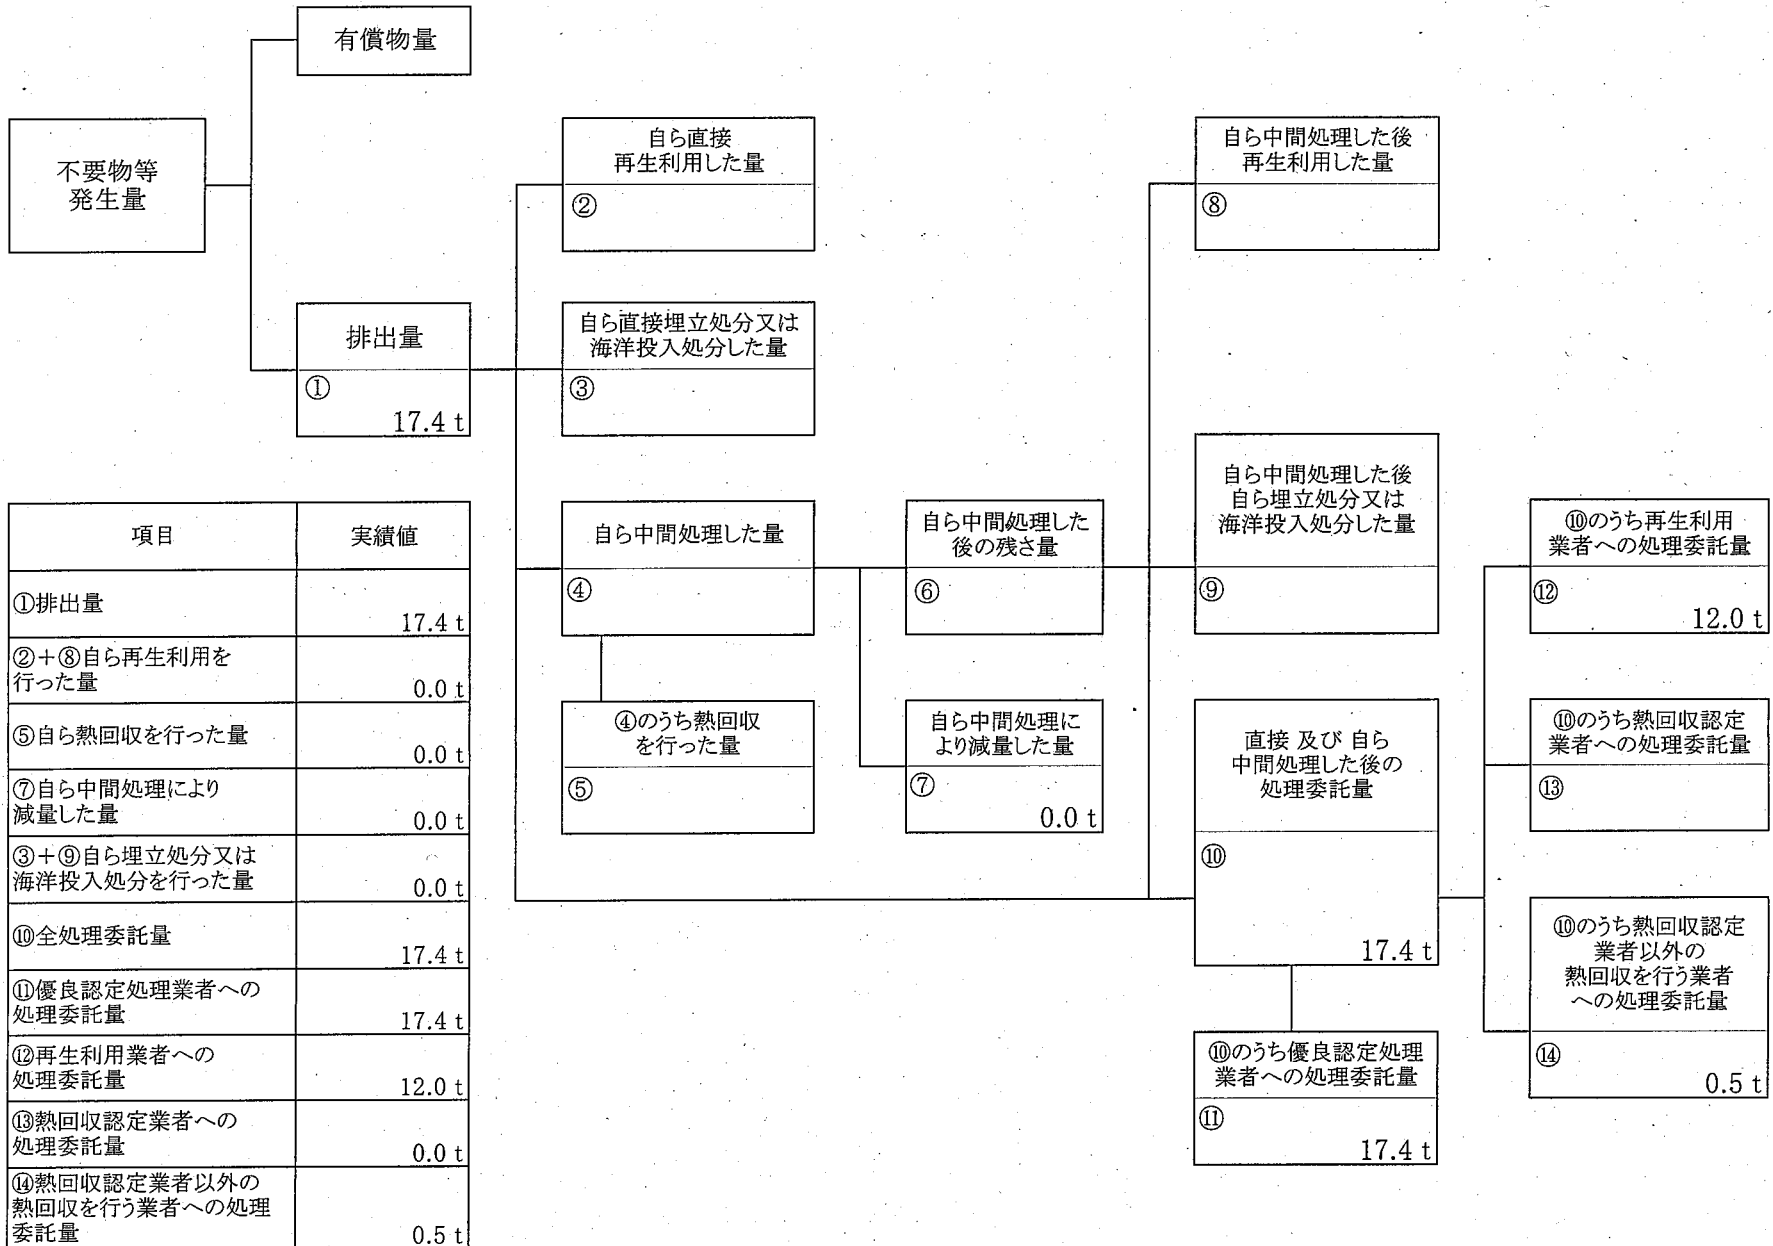 有償物量
不要物等
発生量
排出量
①
17.4 t
自ら直接
再生利用した量
②
自ら直接埋立処分又は
海洋投入処分した量
③
自ら中間処理した量
④
④のうち熱回収
を行った量
⑤
自ら中間処理した
後の残さ量
⑥
自ら中間処理に
より減量した量
⑦
0.0 t
自ら中間処理した後
再生利用した量
⑧
自ら中間処理した後
自ら埋立処分又は
海洋投入処分した量
⑨
直接 及び 自ら
中間処理した後の
処理委託量
⑩
17.4 t
⑩のうち優良認定処理
業者への処理委託量
⑪
17.4 t
⑩のうち再生利用
業者への処理委託量
⑫
12.0 t
⑩のうち熱回収認定
業者への処理委託量
⑬
⑩のうち熱回収認定
業者以外の
熱回収を行う業者
への処理委託量
⑭
0.5 t
項目 実績値
①排出量
17.4 t
②+⑧自ら再生利用を
行った量
0.0 t
⑤自ら熱回収を行った量
0.0 t
⑦自ら中間処理により
減量した量
0.0 t
③+⑨自ら埋立処分又は
海洋投入処分を行った量
0.0 t
⑩全処理委託量
17.4 t
⑪優良認定処理業者への
処理委託量
17.4 t
⑫再生利用業者への
処理委託量
12.0 t
⑬熱回収認定業者への
処理委託量
0.0 t
⑭熱回収認定業者以外の
熱回収を行う業者への処理
委託量
0.5 t